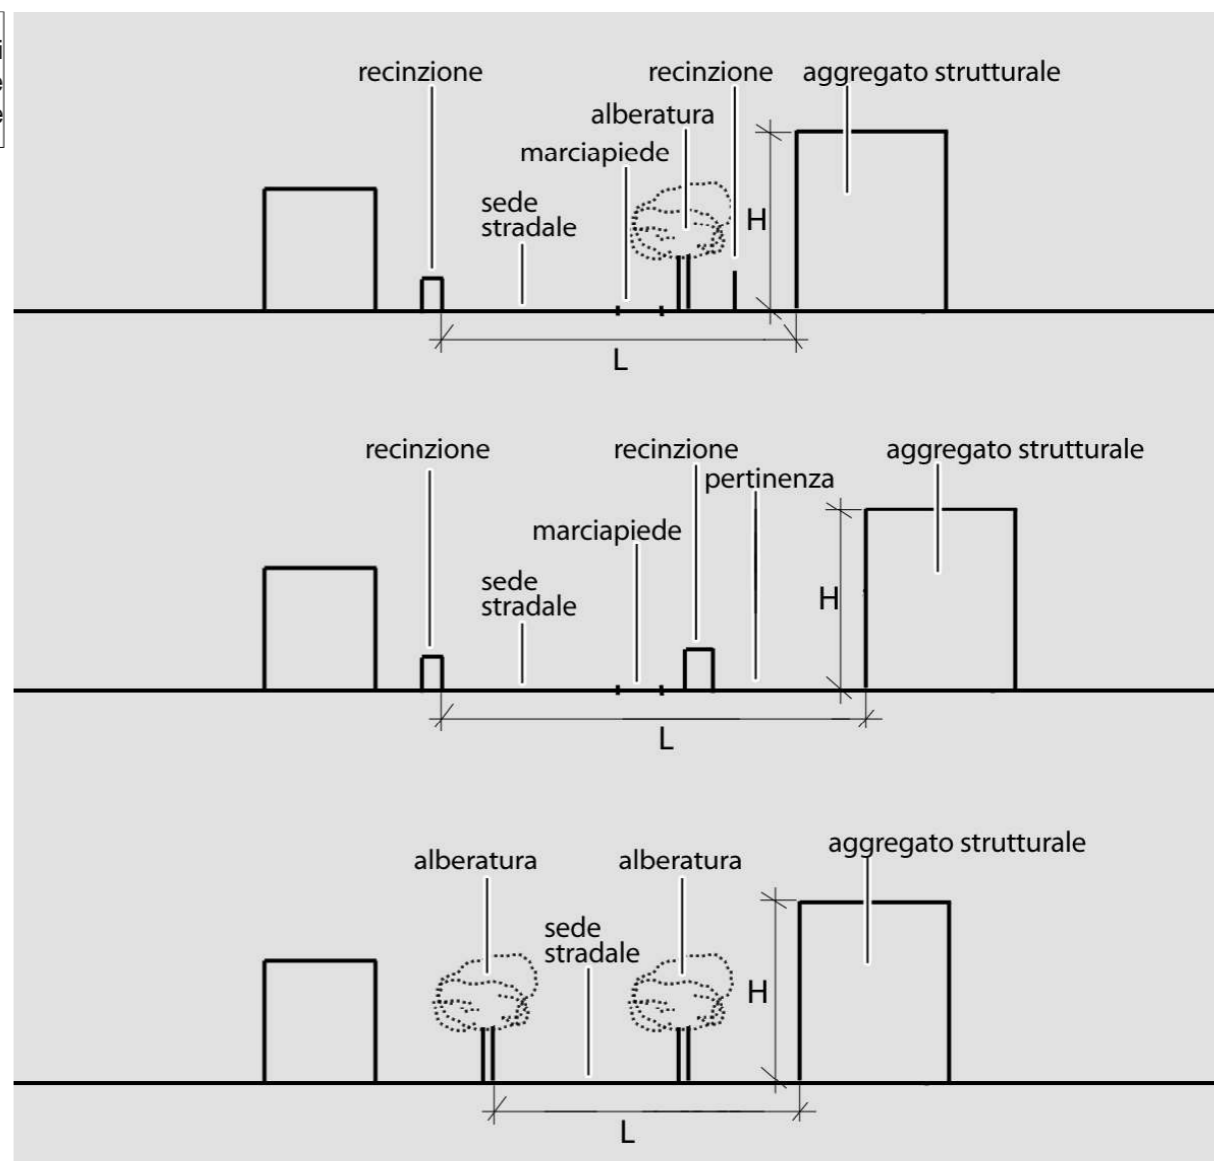 recinzione
recinzione
aggregato strutturale
alberatura
marciapiede
sede
stradale
H
L
recinzione
recinzione
aggregato strutturale
pertinenza
marciapiede
sede
stradale
H
L
aggregato strutturale
alberatura
alberatura
sede
stradale
H
L